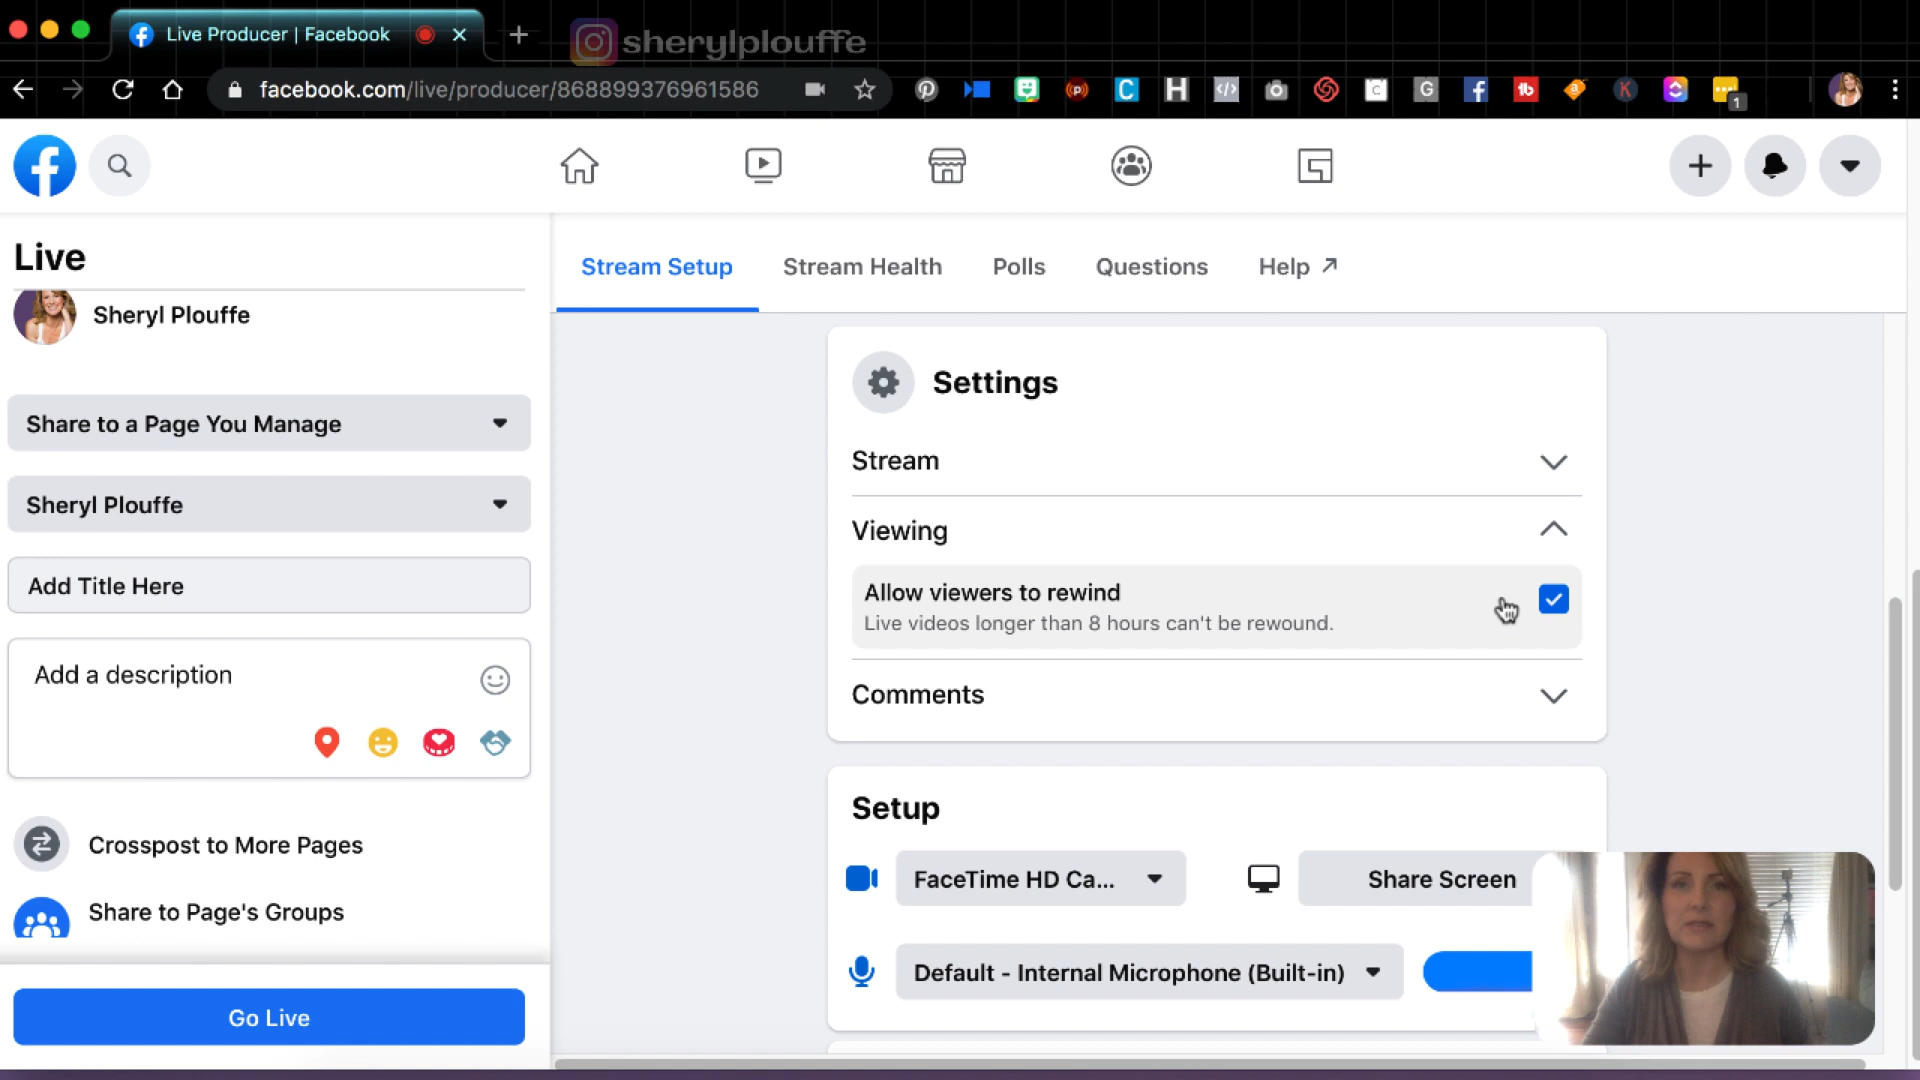 Live Producer | Facebook
sherylplouffe
facebook.com/live/producer/868899376961586
1
Live
Sheryl Plouffe
Share to a Page You Manage
Sheryl Plouffe
Add Title Here
Add a description
Crosspost to More Pages
Share to Page's Groups
Go Live
Stream Setup
Stream Health
Polls
Questions
Help
Settings
Stream
Viewing
Allow viewers to rewind
Live videos longer than 8 hours can't be rewound.
Comments
Setup
FaceTime HD Ca...
Share Screen
Default - Internal Microphone (Built-in)